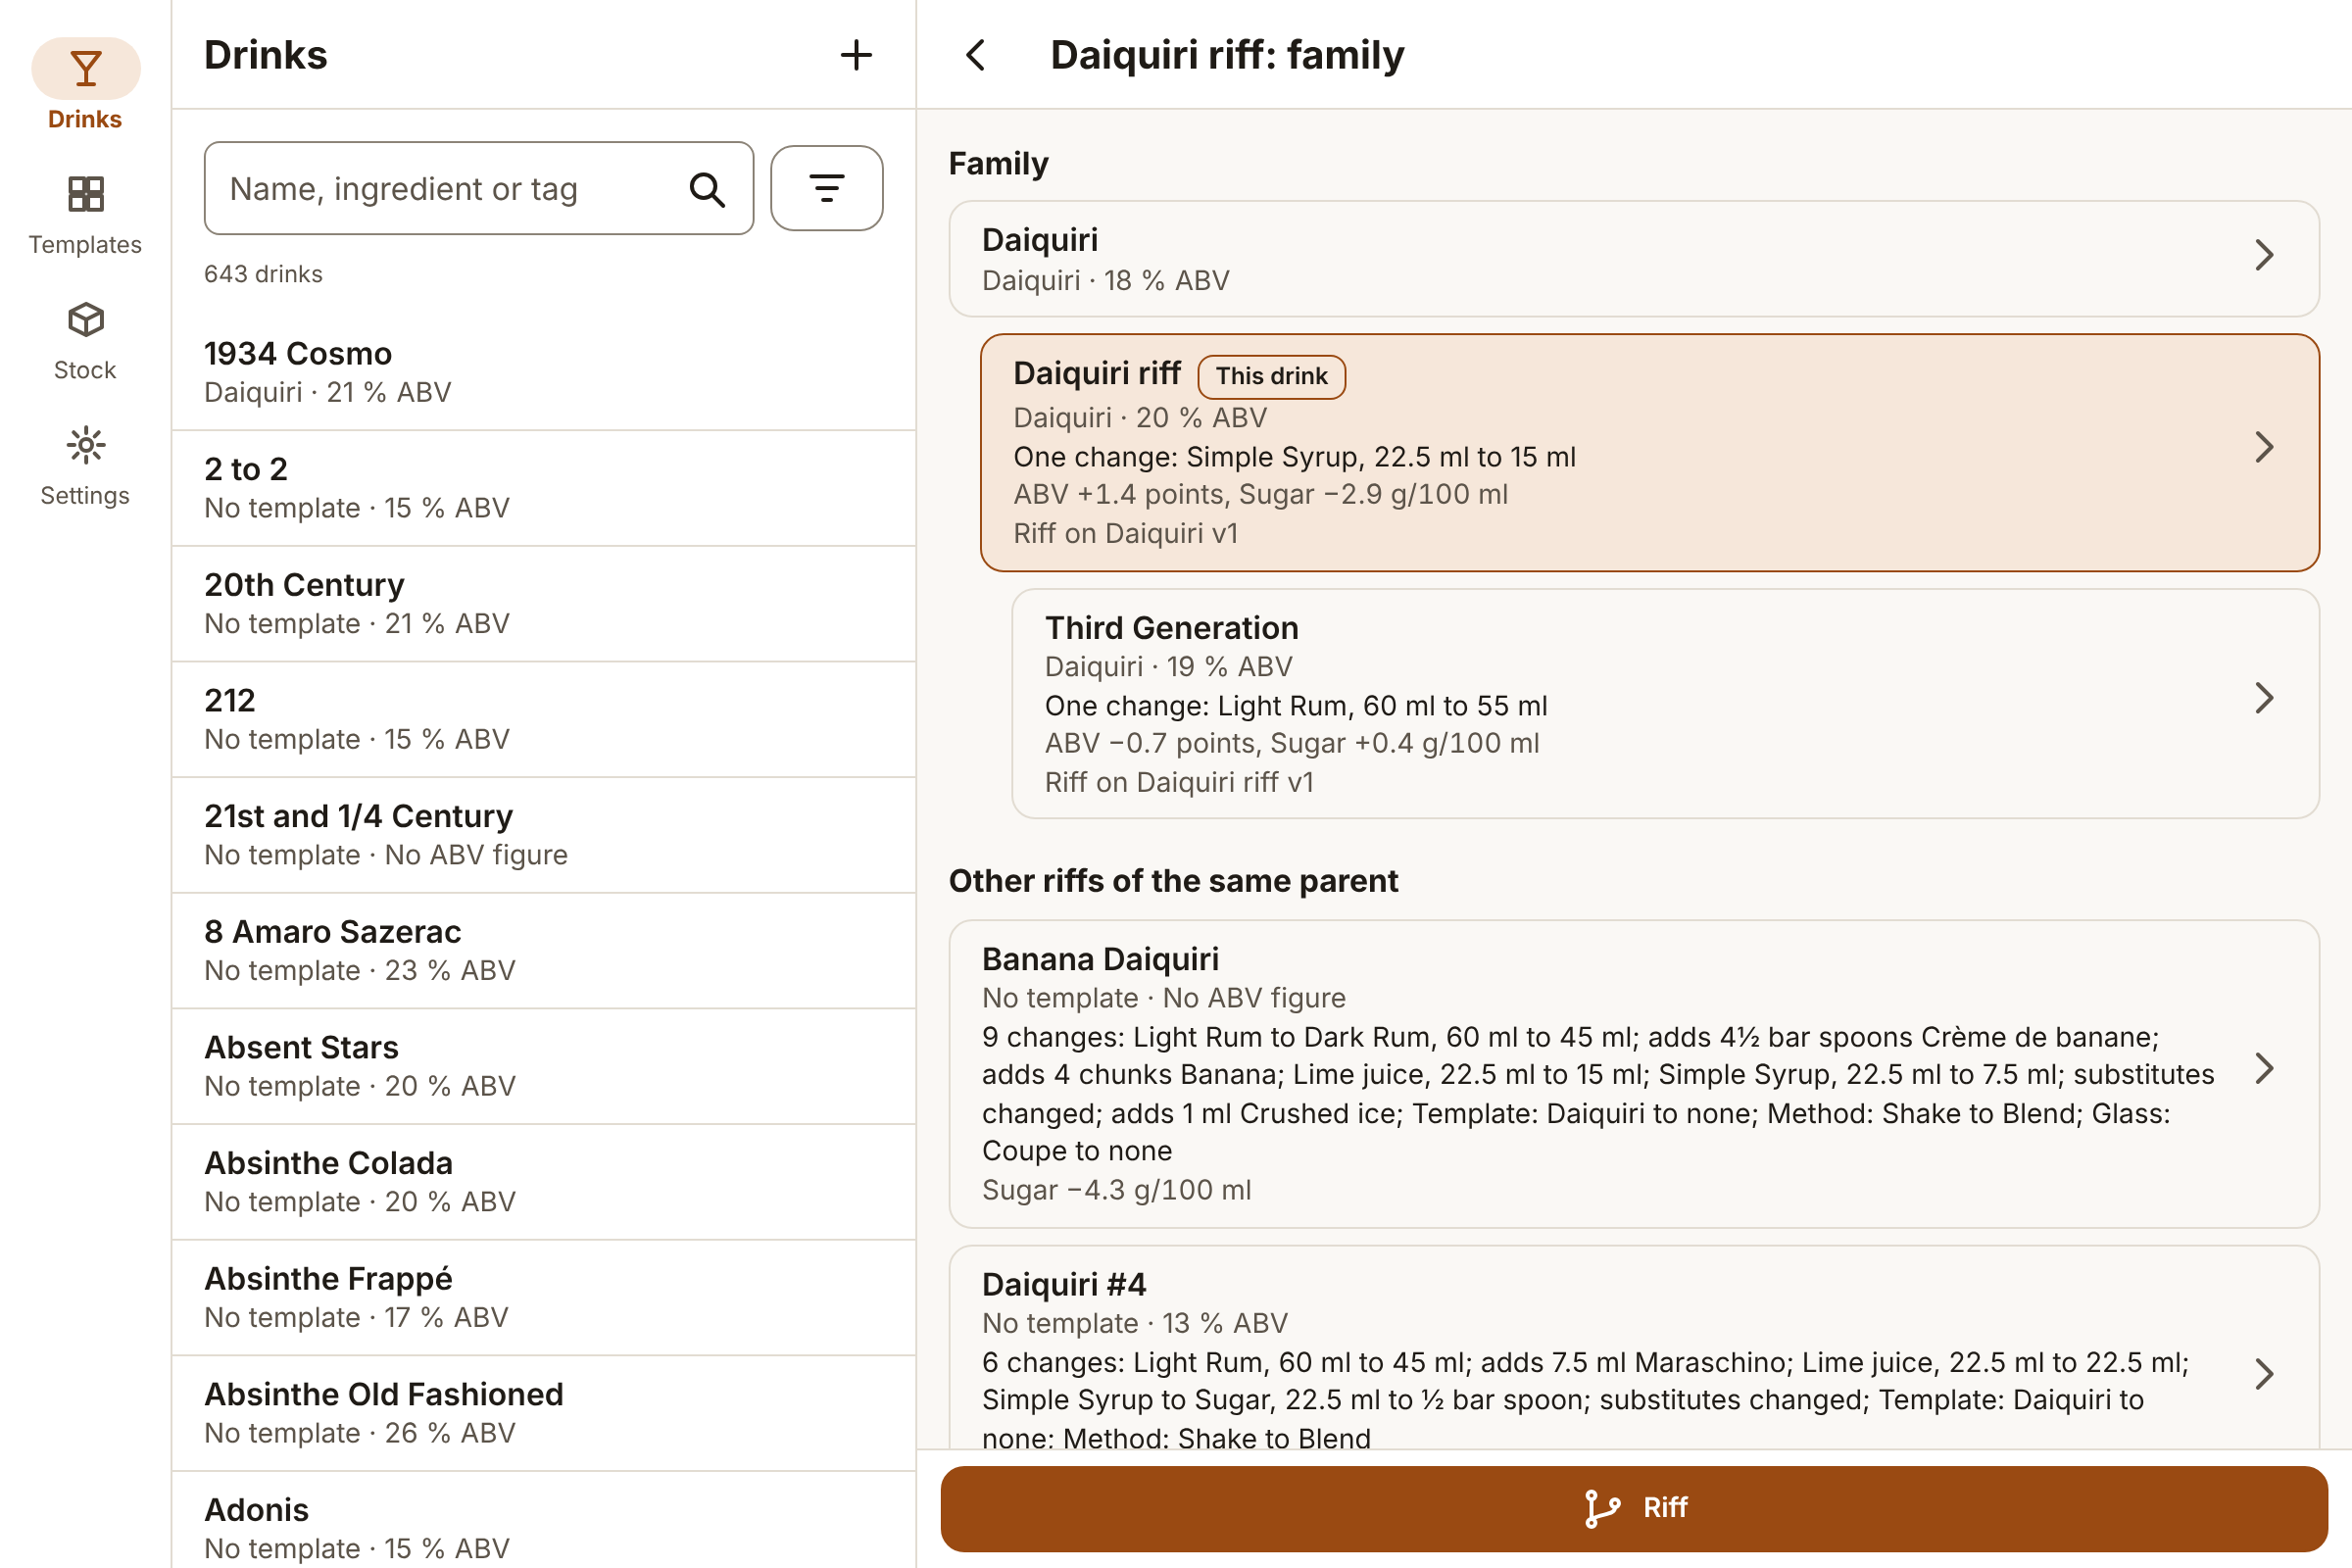 Drinks
Templates
Stock
Settings
Drinks
Name, ingredient or tag
643 drinks
1934 Cosmo
Daiquiri · 21 % ABV
2 to 2
No template · 15 % ABV
20th Century
No template · 21 % ABV
212
No template · 15 % ABV
21st and 1/4 Century
No template · No ABV figure
8 Amaro Sazerac
No template · 23 % ABV
Absent Stars
No template · 20 % ABV
Absinthe Colada
No template · 20 % ABV
Absinthe Frappé
No template · 17 % ABV
Absinthe Old Fashioned
No template · 26 % ABV
Adonis
No template · 15 % ABV
Daiquiri riff: family
Family
Daiquiri
Daiquiri · 18 % ABV
Daiquiri riff This drink
Daiquiri · 20 % ABV
One change: Simple Syrup, 22.5 ml to 15 ml
ABV +1.4 points, Sugar −2.9 g/100 ml
Riff on Daiquiri v1
Third Generation
Daiquiri · 19 % ABV
One change: Light Rum, 60 ml to 55 ml
ABV −0.7 points, Sugar +0.4 g/100 ml
Riff on Daiquiri riff v1
Other riffs of the same parent
Banana Daiquiri
No template · No ABV figure
9 changes: Light Rum to Dark Rum, 60 ml to 45 ml; adds 4½ bar spoons Crème de banane;
adds 4 chunks Banana; Lime juice, 22.5 ml to 15 ml; Simple Syrup, 22.5 ml to 7.5 ml; substitutes
changed; adds 1 ml Crushed ice; Template: Daiquiri to none; Method: Shake to Blend; Glass:
Coupe to none
Sugar −4.3 g/100 ml
Daiquiri #4
No template · 13 % ABV
6 changes: Light Rum, 60 ml to 45 ml; adds 7.5 ml Maraschino; Lime juice, 22.5 ml to 22.5 ml;
Simple Syrup to Sugar, 22.5 ml to ½ bar spoon; substitutes changed; Template: Daiquiri to
none; Method: Shake to Blend
Riff